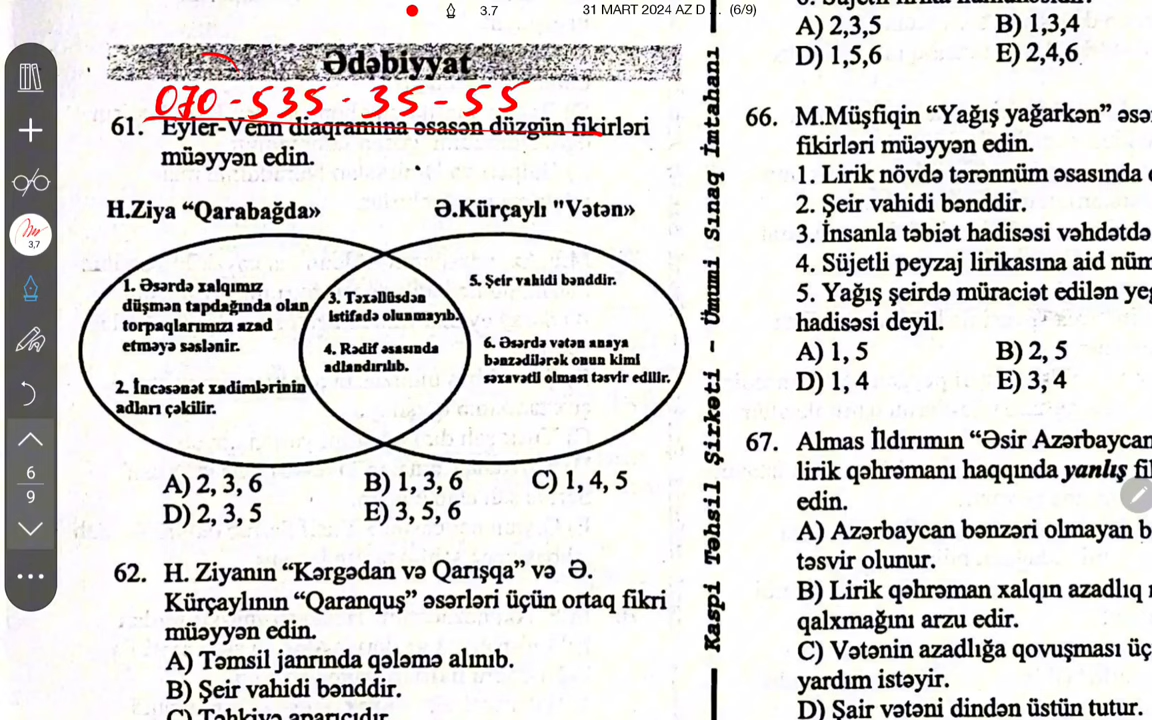 3,7
31 MART 2024 AZ D
(6/9)
Ədəbiyyat
070-535-35-55
61. Eyler-Venn diaqramına əsasən düzgün fikirləri
müəyyən edin.
H.Ziya “Qarabağda»
Ə.Kürçaylı "Vətən»
1. Əsərdə xalqımız
düşmən tapdağında olan
torpaqlarımızı azad
etməyə səslənir.
2. İncəsənət xadimlərinin
adları çəkilir.
3. Təxəllüsdən
istifadə olunmayıb.
4. Rədif əsasında
adlandırılıb.
5. Şeir vahidi bənddir.
6. Əsərdə vətən anaya
bənzədilərək onun kimi
səxavətli olması təsvir edilir.
A) 2, 3, 6
B) 1, 3, 6
C) 1, 4, 5
D) 2, 3, 5
E) 3, 5, 6
62. H. Ziyanın “Kərgədan və Qarışqa” və Ə.
Kürçaylının “Qaranquş” əsərləri üçün ortaq fikri
müəyyən edin.
A) Təmsil janrında qələmə alınıb.
B) Şeir vahidi bənddir.
C) Təhkiyə aparıcıdır.
3,7
6
9
Kaspi Təhsil Şirkəti - Ümumi Sınaq İmtahanı
A) 2,3,5
B) 1,3,4
D) 1,5,6
E) 2,4,6
66. M.Müşfiqin “Yağış yağarkən” əsə
fikirləri müəyyən edin.
1. Lirik növdə tərənnüm əsasında
2. Şeir vahidi bənddir.
3. İnsanla təbiət hadisəsi vəhdətdə
4. Süjetli peyzaj lirikasına aid nüm
5. Yağış şeirdə müraciət edilən yeg
hadisəsi deyil.
A) 1, 5
B) 2, 5
D) 1, 4
E) 3, 4
67. Almas İldırımın “Əsir Azərbaycan
lirik qəhrəmanı haqqında yanlış fi
edin.
A) Azərbaycan bənzəri olmayan b
təsvir olunur.
B) Lirik qəhrəman xalqın azadlıq
qalxmağını arzu edir.
C) Vətənin azadlığa qovuşması üç
yardım istəyir.
D) Şair vətəni dindən üstün tutur.